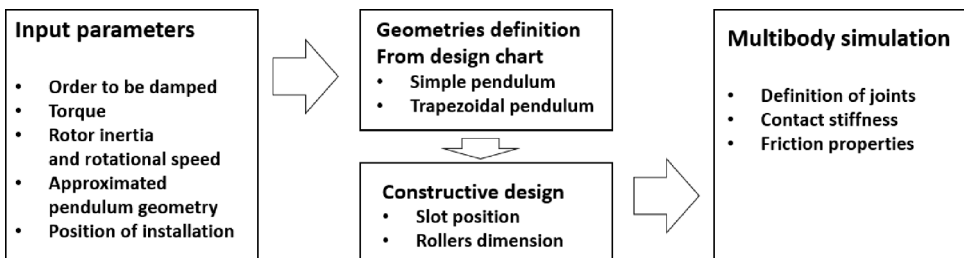 Input parameters
• Order to be damped
• Torque
• Rotor inertia
and rotational speed
• Approximated
pendulum geometry
• Position of installation
Geometries definition
From design chart
• Simple pendulum
• Trapezoidal pendulum
Constructive design
• Slot position
• Rollers dimension
Multibody simulation
• Definition of joints
• Contact stiffness
• Friction properties